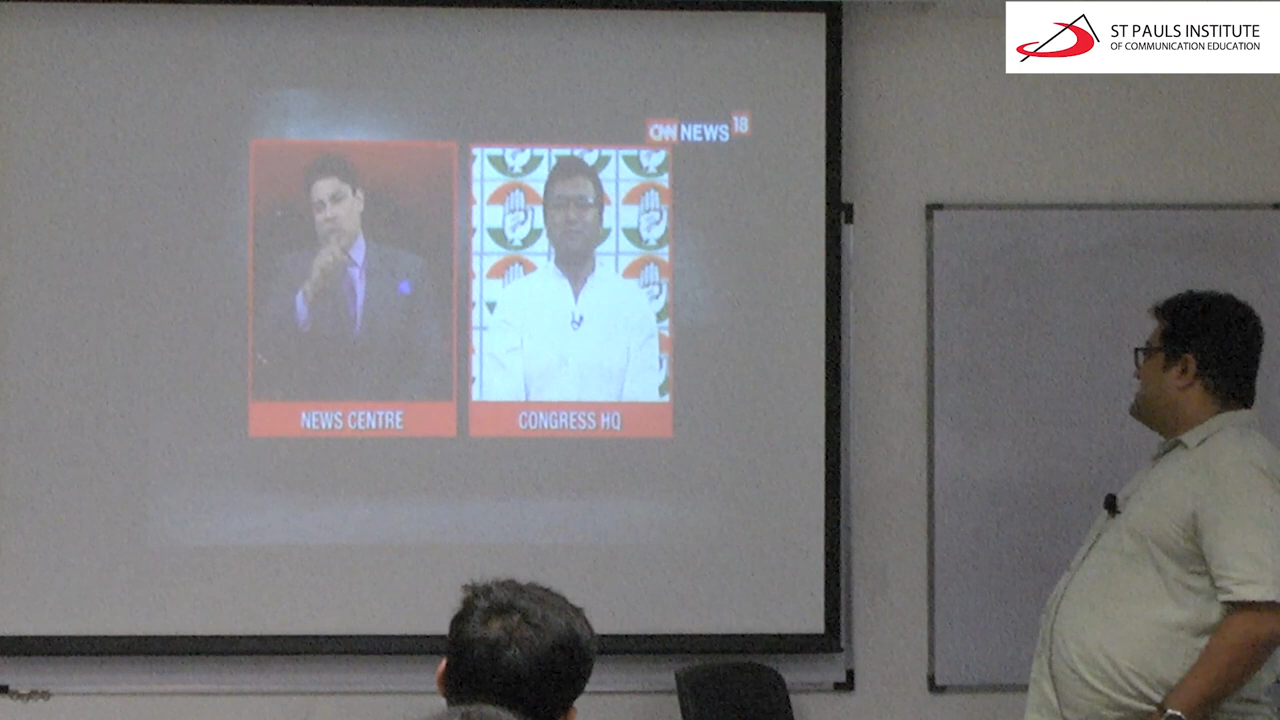 ST PAULS INSTITUTE
OF COMMUNICATION EDUCATION
CNN NEWS 18
NEWS CENTRE
CONGRESS HQ